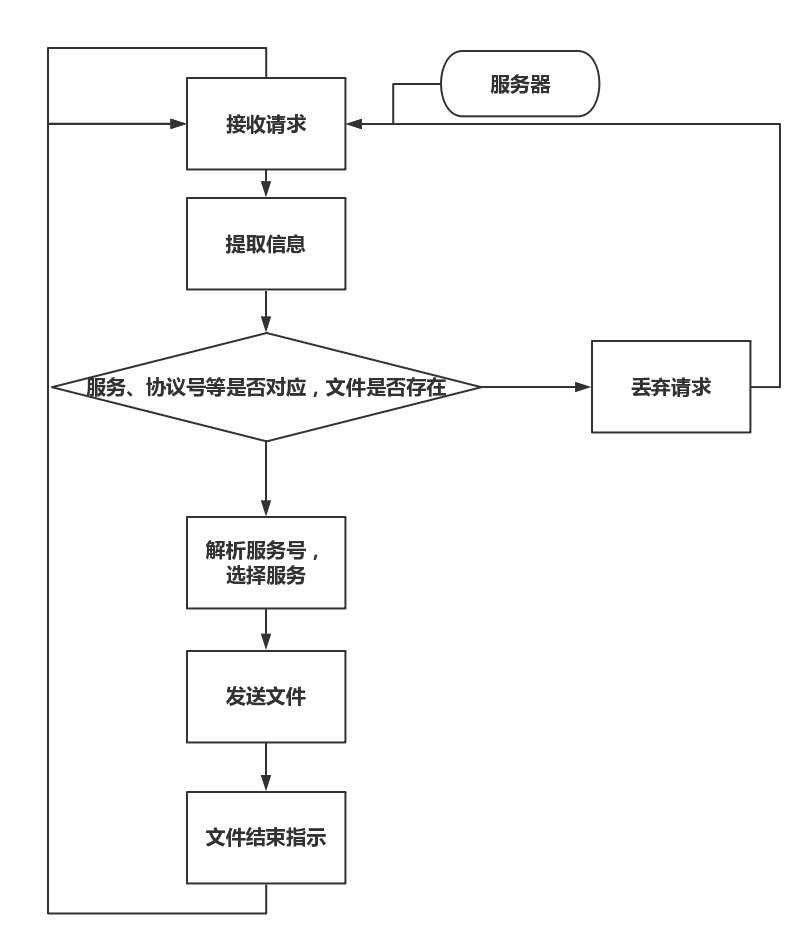 服务器
接收请求
提取信息
服务、协议号等是否对应，文件是否存在
丢弃请求
解析服务号，
选择服务
发送文件
文件结束指示